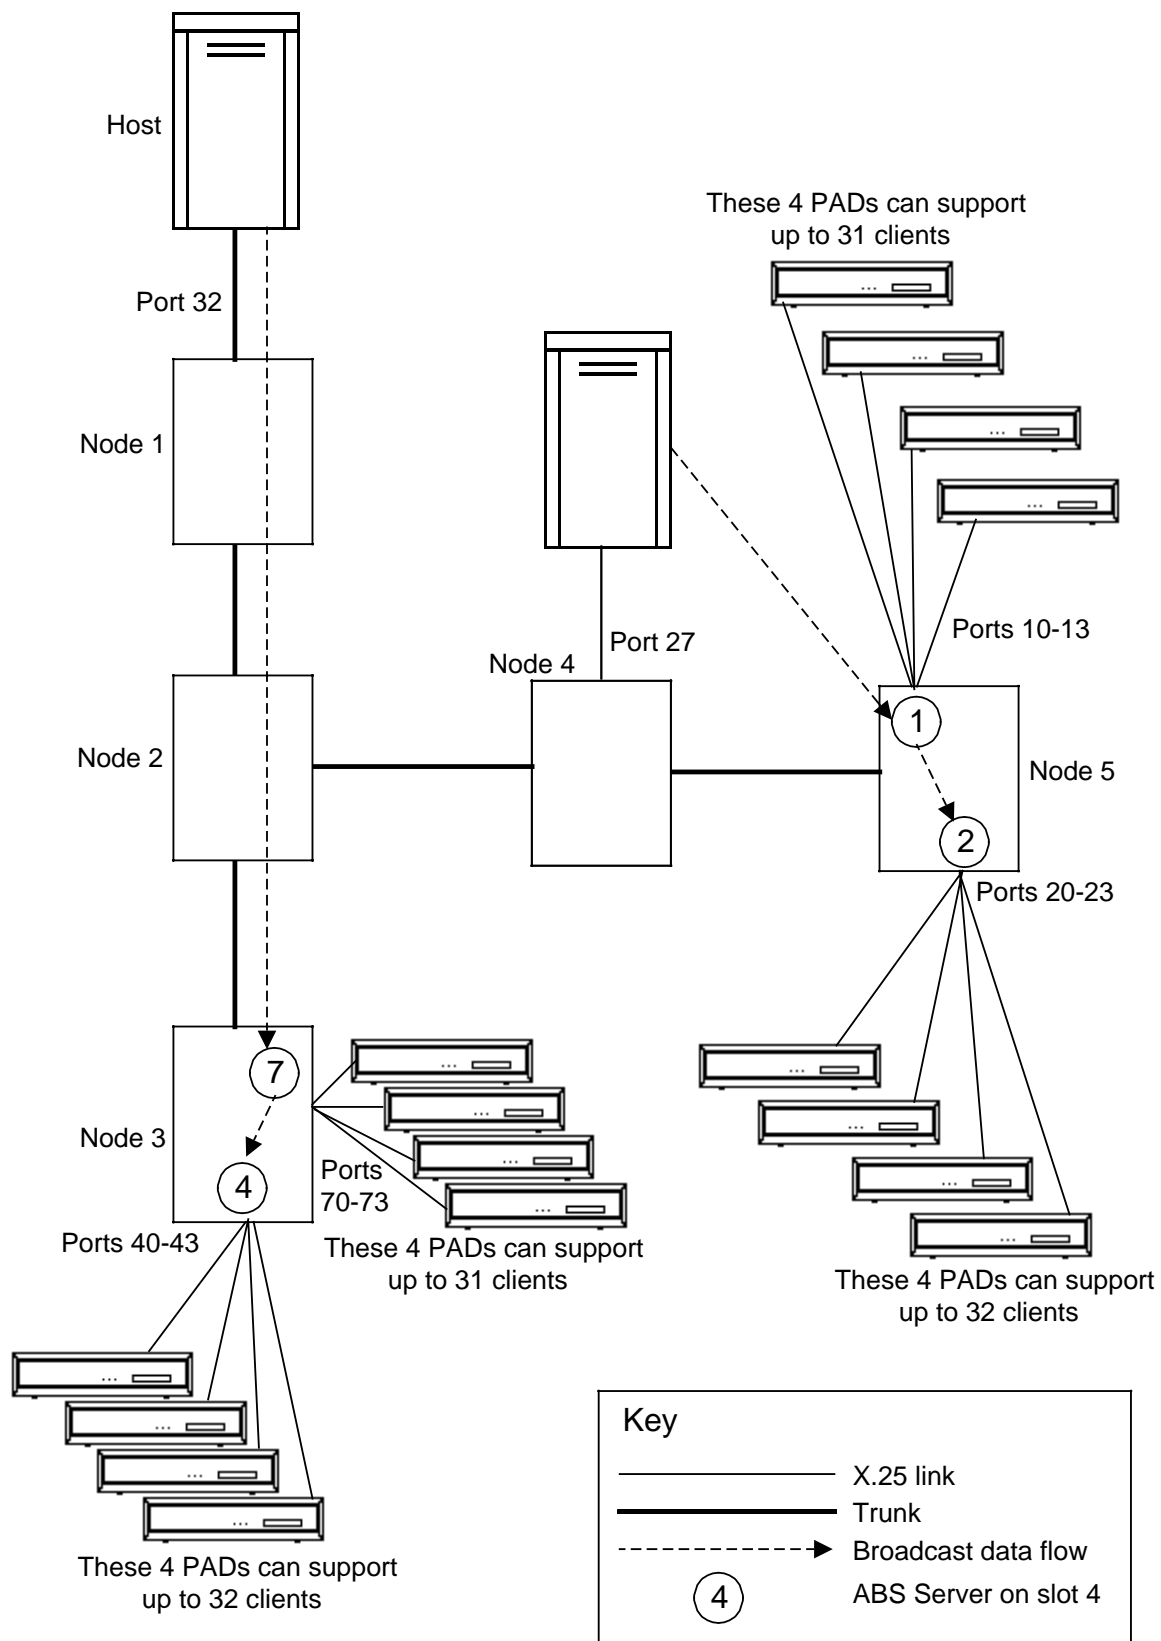 Host
These 4 PADs can support
up to 31 clients
Port 32
Node 1
Ports 10-13
Port 27
Node 4
1
Node 2
Node 5
2
Ports 20-23
7
Node 3
Ports
70-73
4
Ports 40-43
These 4 PADs can support
up to 31 clients
These 4 PADs can support
up to 32 clients
These 4 PADs can support
up to 32 clients
Key
X.25 link
Trunk
Broadcast data flow
4
ABS Server on slot 4